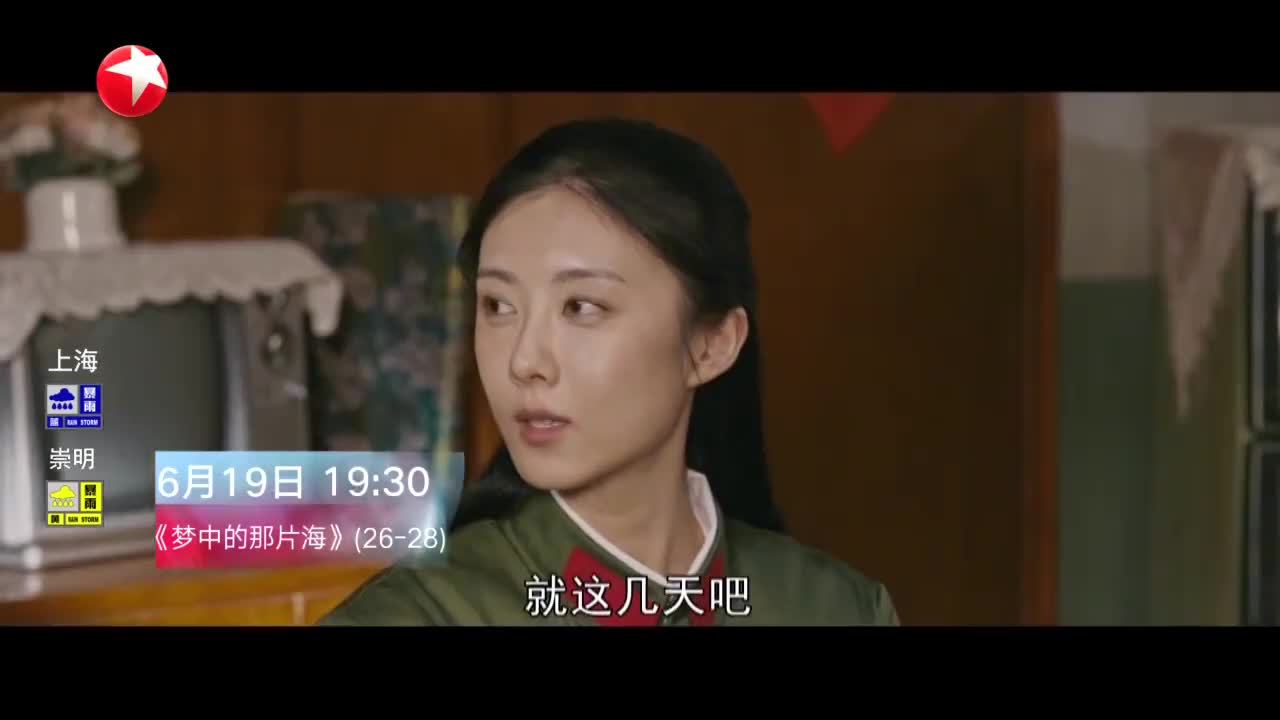 上海
暴雨
蓝 RAIN STORM
崇明
暴雨
黄 RAIN STORM
6月19日 19:30
《梦中的那片海》(26-28)
就这几天吧